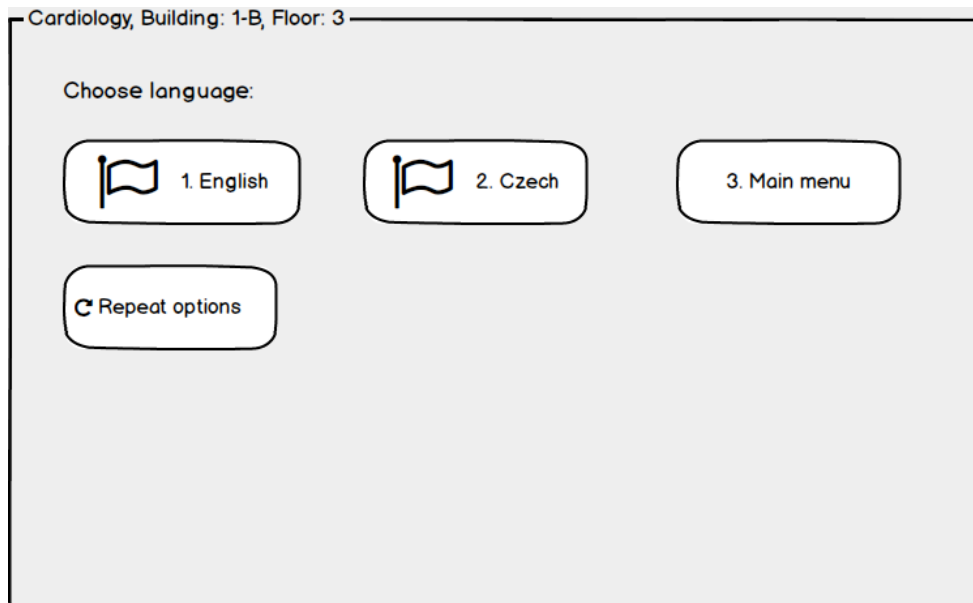 Cardiology, Building: 1-B, Floor: 3
Choose language:
1. English
2. Czech
3. Main menu
Repeat options